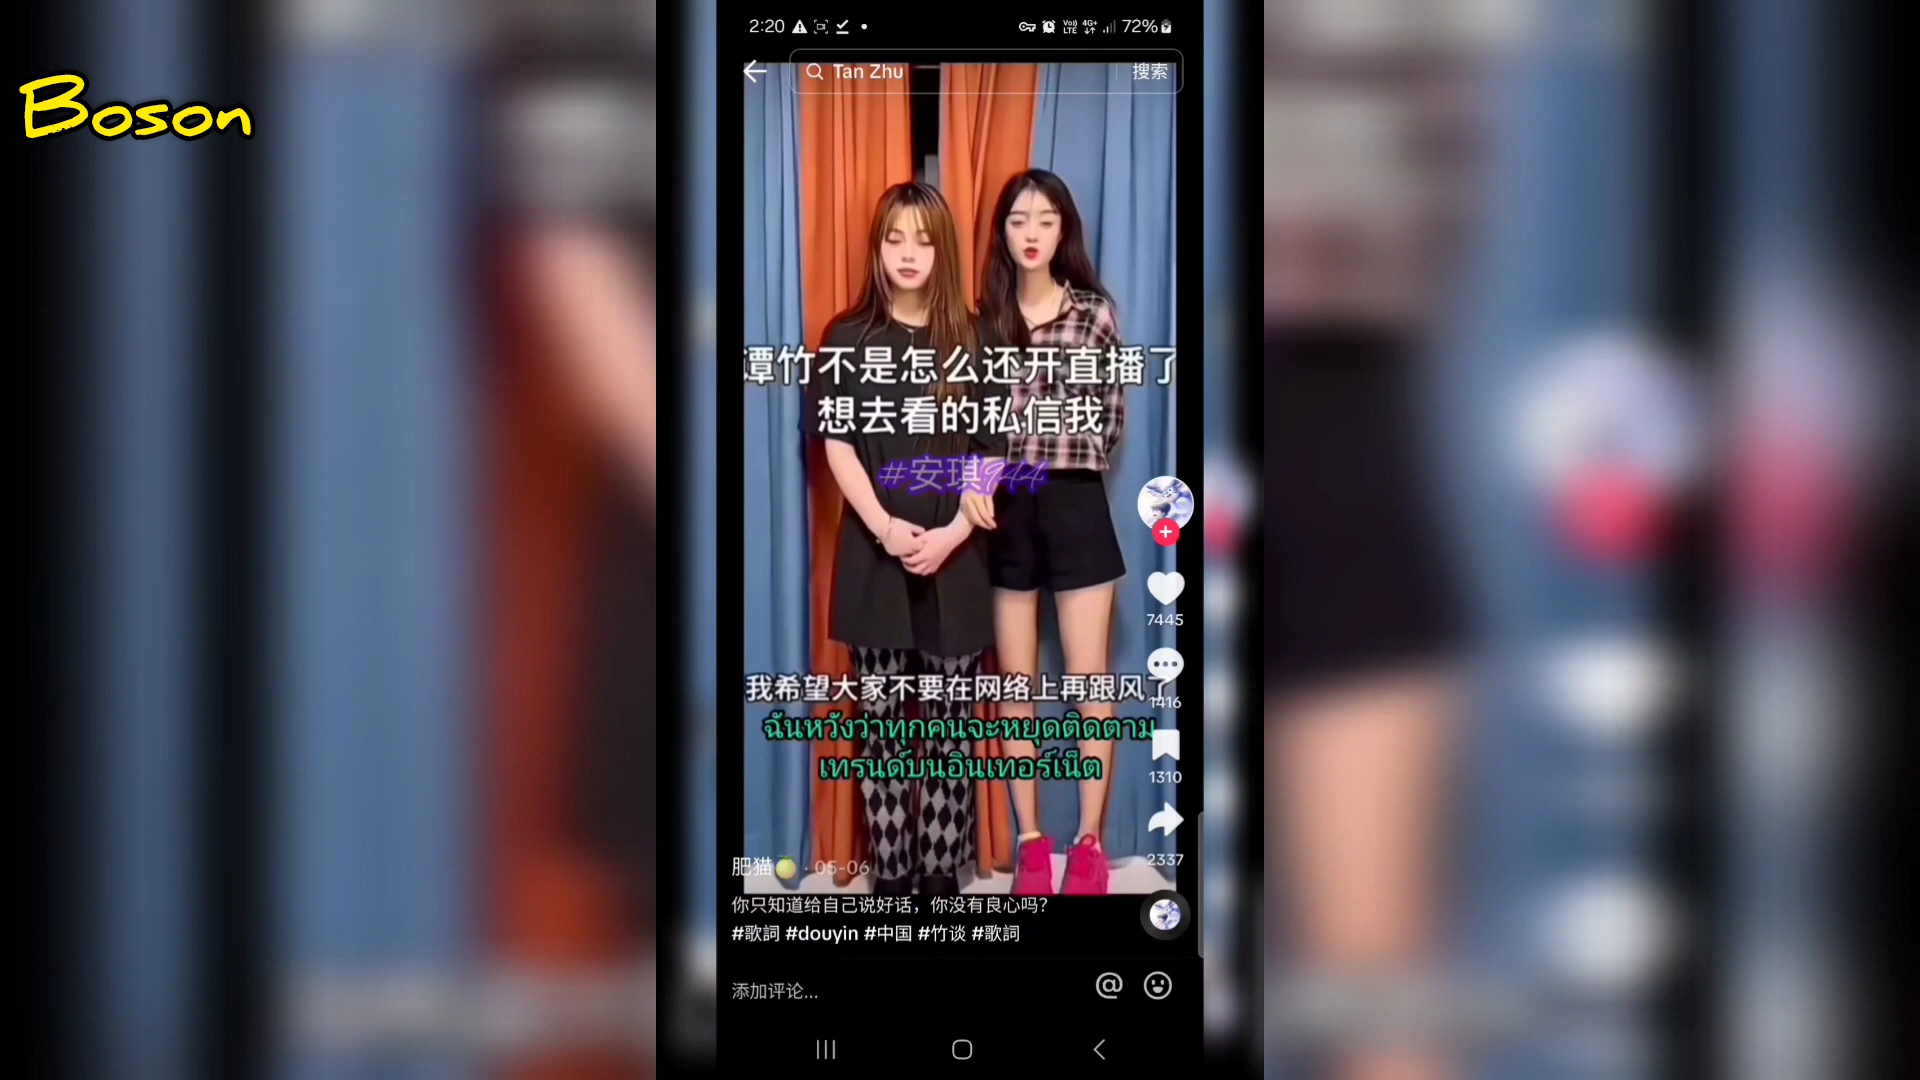 Boson
2:20
Vo) LTE 4G+ 72%
Tan Zhu
搜索
谭竹不是怎么还开直播了
想去看的私信我
#安琪944
7445
我希望大家不要在网络上再跟风了
1416
ฉันหวังว่าทุกคนจะหยุดติดตาม
เทรนด์บนอินเทอร์เน็ต
1310
2337
肥猫 · 05-06
你只知道给自己说好话，你没有良心吗？
#歌詞 #douyin #中国 #竹谈 #歌詞
添加评论...